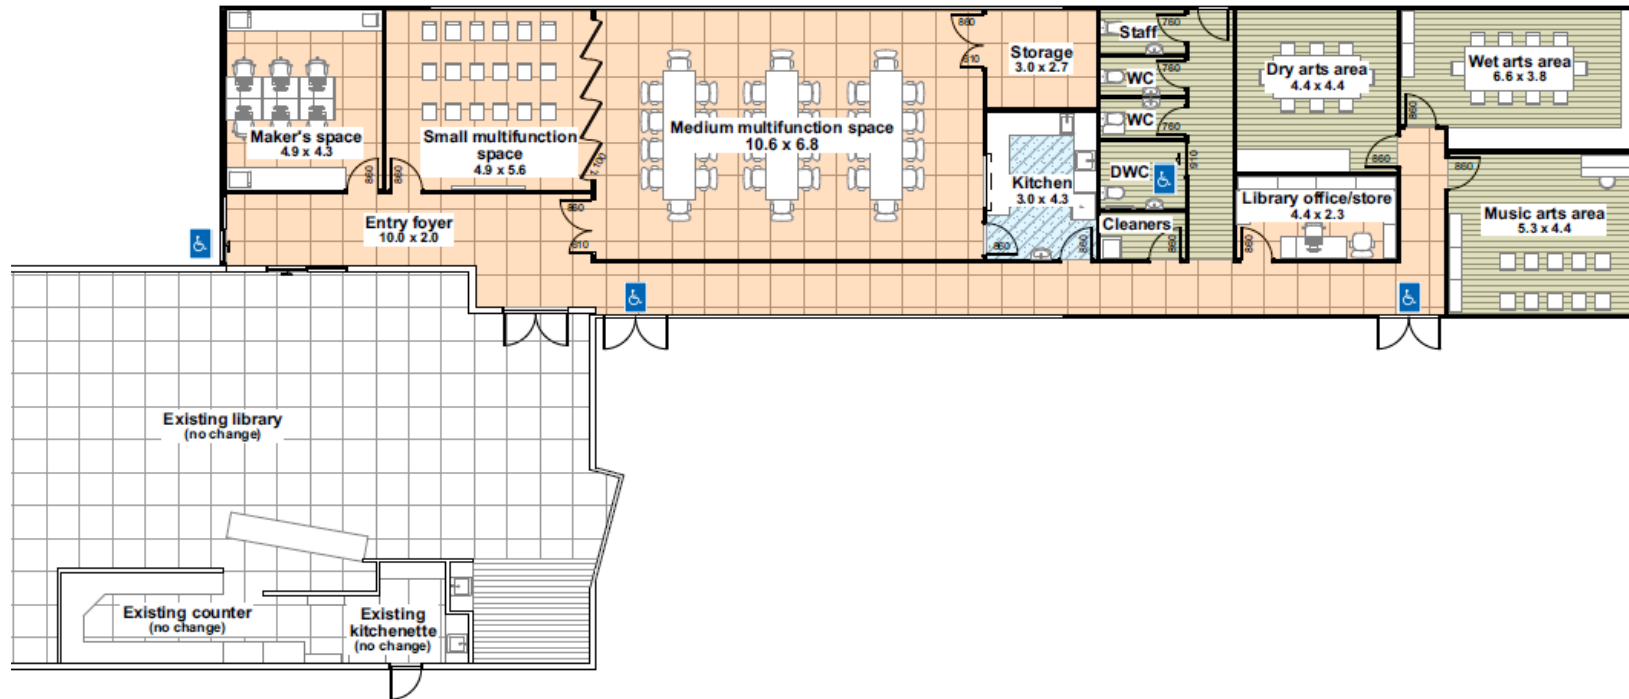 860
Staff
760
Storage
3.0 x 2.7
810
Dry arts area
4.4 x 4.4
Wet arts area
6.6 x 3.8
760
WC
860
WC
760
Maker's space
4.9 x 4.3
Small multifunction
space
4.9 x 5.6
Medium multifunction space
10.6 x 6.8
2,100
860
860
910
860
860
DWC
Kitchen
3.0 x 4.3
Library office/store
4.4 x 2.3
Music arts area
5.3 x 4.4
Entry foyer
10.0 x 2.0
860
810
Cleaners
860
860
860
860
Existing library
(no change)
Existing counter
(no change)
Existing
kitchenette
(no change)